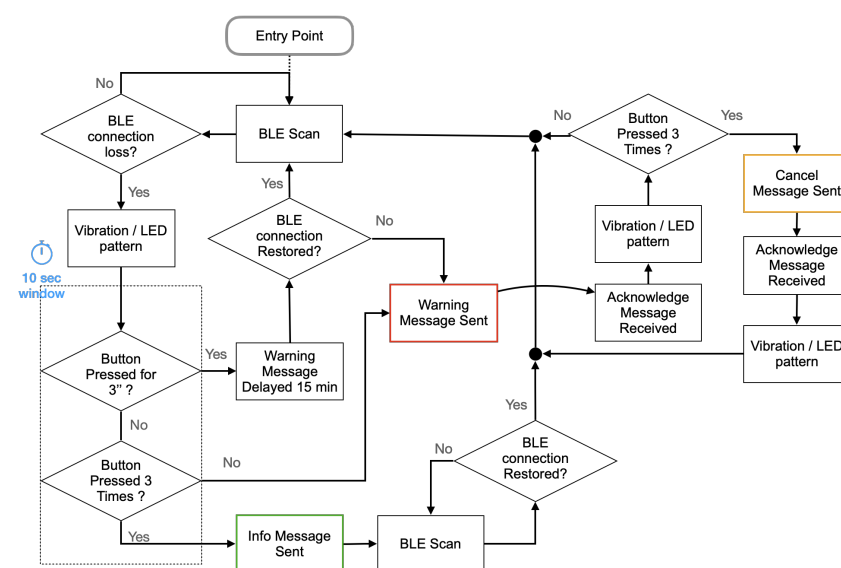 Entry Point
No
BLE
connection
loss?
BLE Scan
No
Button
Pressed 3
Times ?
Yes
Cancel
Message Sent
Yes
Yes
Vibration / LED
pattern
BLE
connection
Restored?
No
Vibration / LED
pattern
Acknowledge
Message
Received
10 sec
window
Warning
Message Sent
Acknowledge
Message
Received
Button
Pressed for
3” ?
Yes
Warning
Message
Delayed 15 min
Vibration / LED
pattern
No
Button
Pressed 3
Times ?
No
Yes
No
BLE
connection
Restored?
Yes
Info Message
Sent
BLE Scan